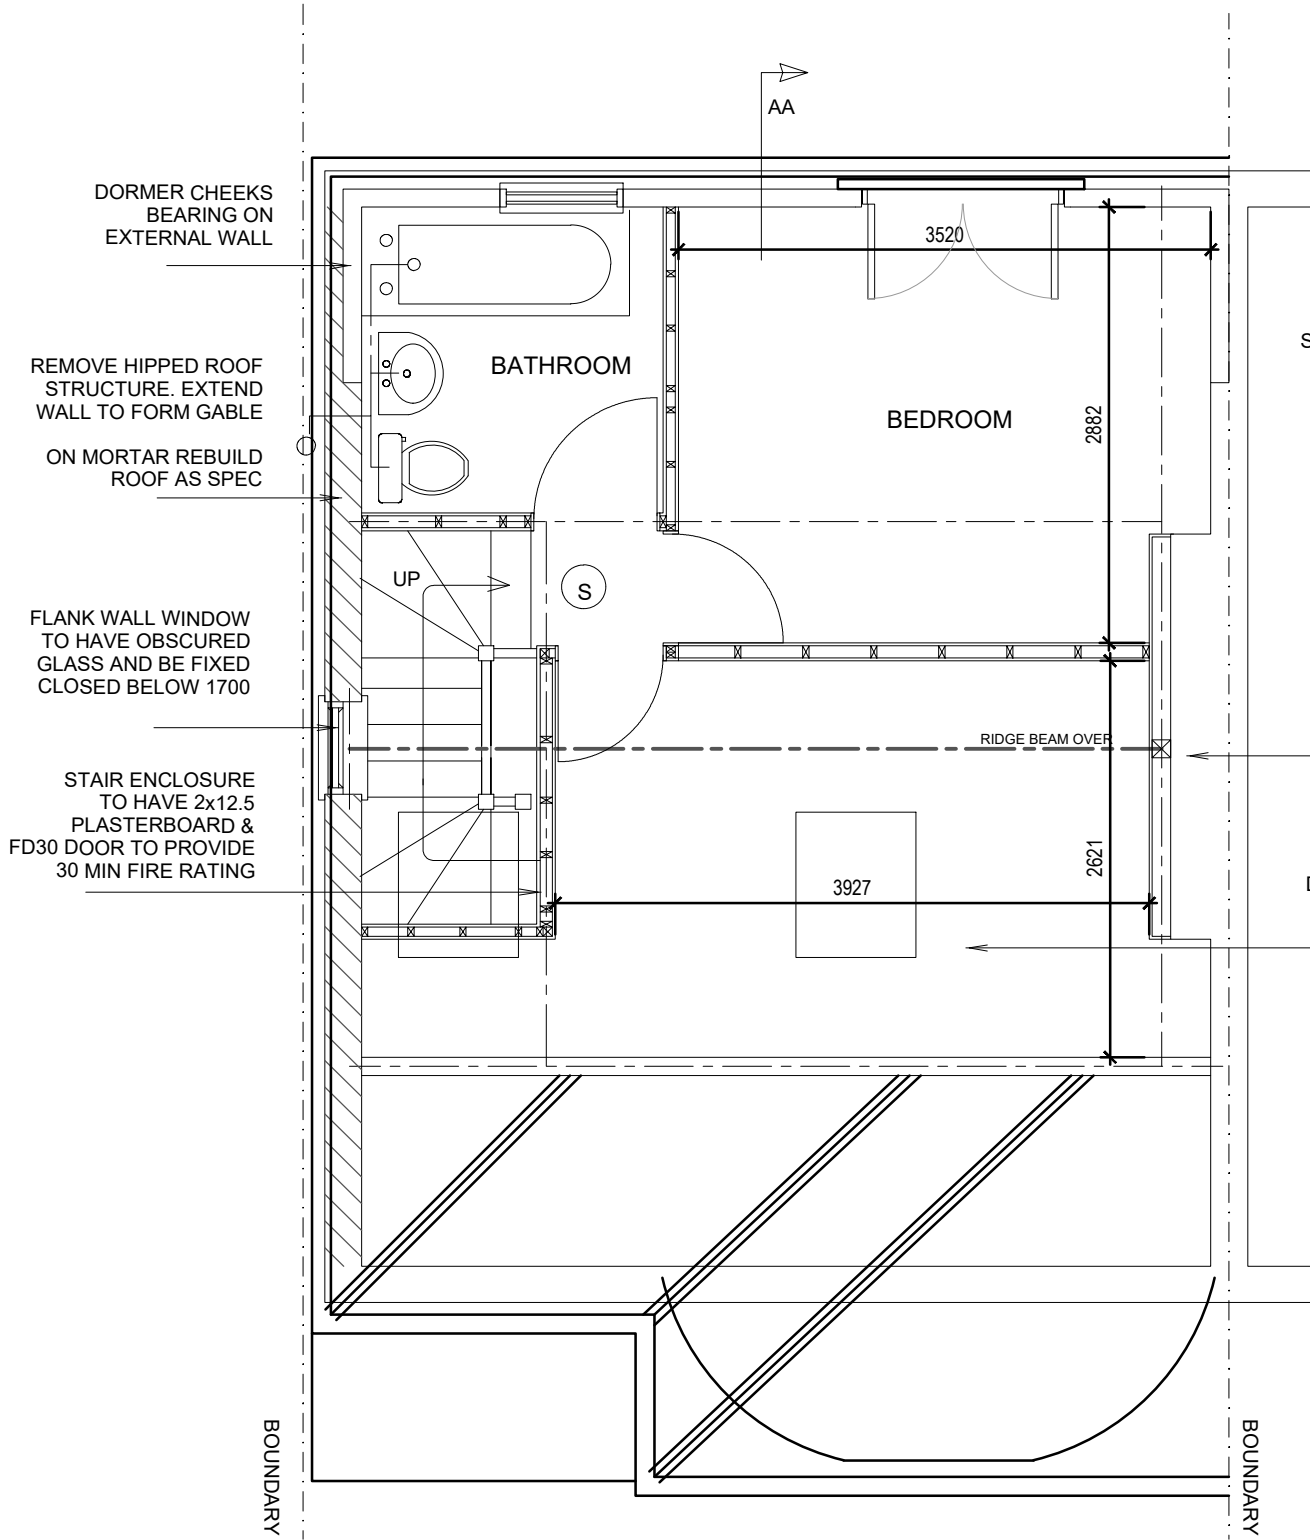 AA
DORMER CHEEKS
BEARING ON
EXTERNAL WALL
3520
REMOVE HIPPED ROOF
STRUCTURE. EXTEND
WALL TO FORM GABLE
ON MORTAR REBUILD
ROOF AS SPEC
BATHROOM
BEDROOM
2882
S
UP
S
FLANK WALL WINDOW
TO HAVE OBSCURED
GLASS AND BE FIXED
CLOSED BELOW 1700
RIDGE BEAM OVER
STAIR ENCLOSURE
TO HAVE 2x12.5
PLASTERBOARD &
FD30 DOOR TO PROVIDE
30 MIN FIRE RATING
3927
2621
BOUNDARY
BOUNDARY